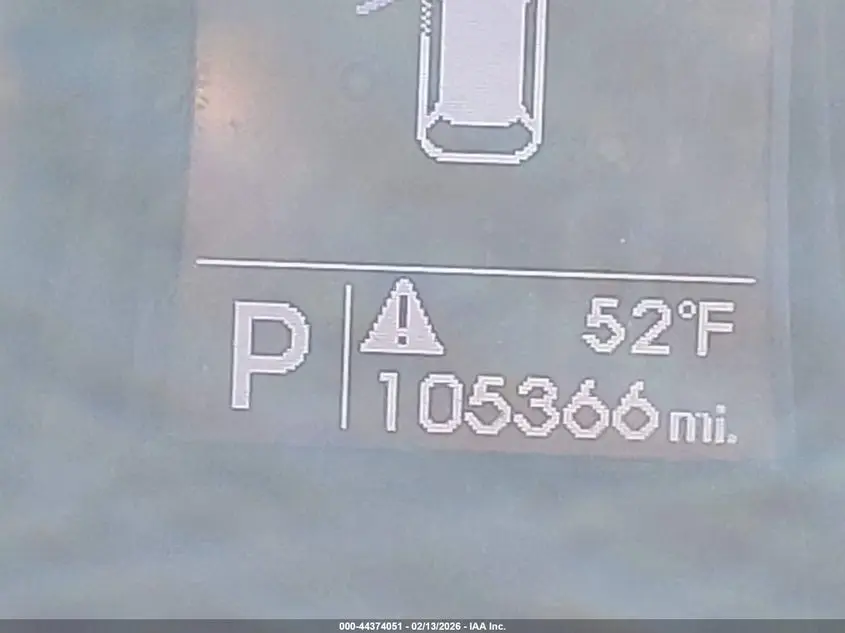 P
52°F
105366 mi.
000-44374051 - 02/13/2026 - IAA Inc.